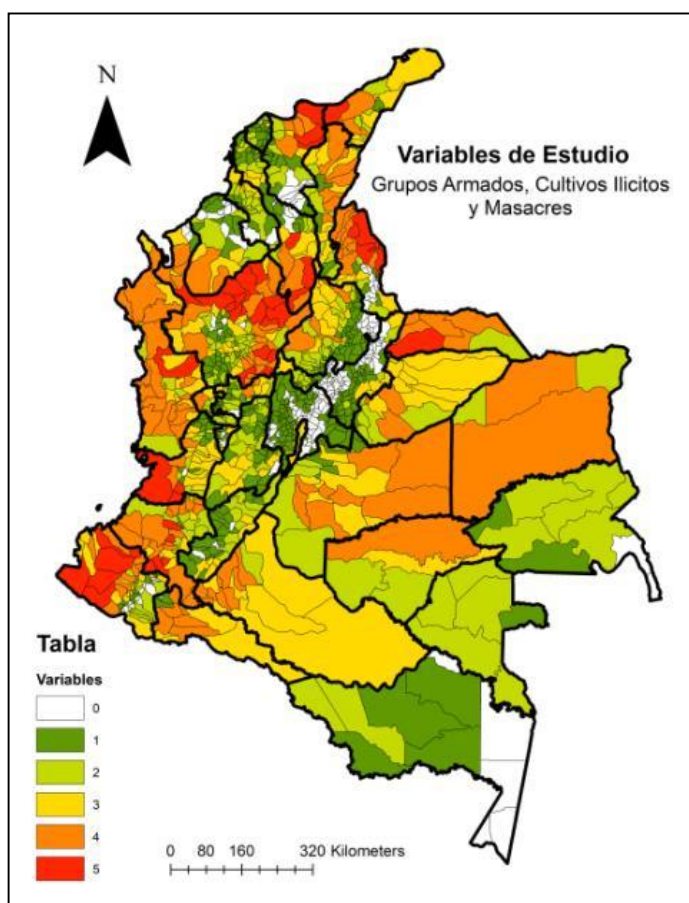 N
Variables de Estudio
Grupos Armados, Cultivos Ilicitos
y Masacres
Tabla
Variables
0
1
2
3
4
5
0 80 160 320 Kilometers